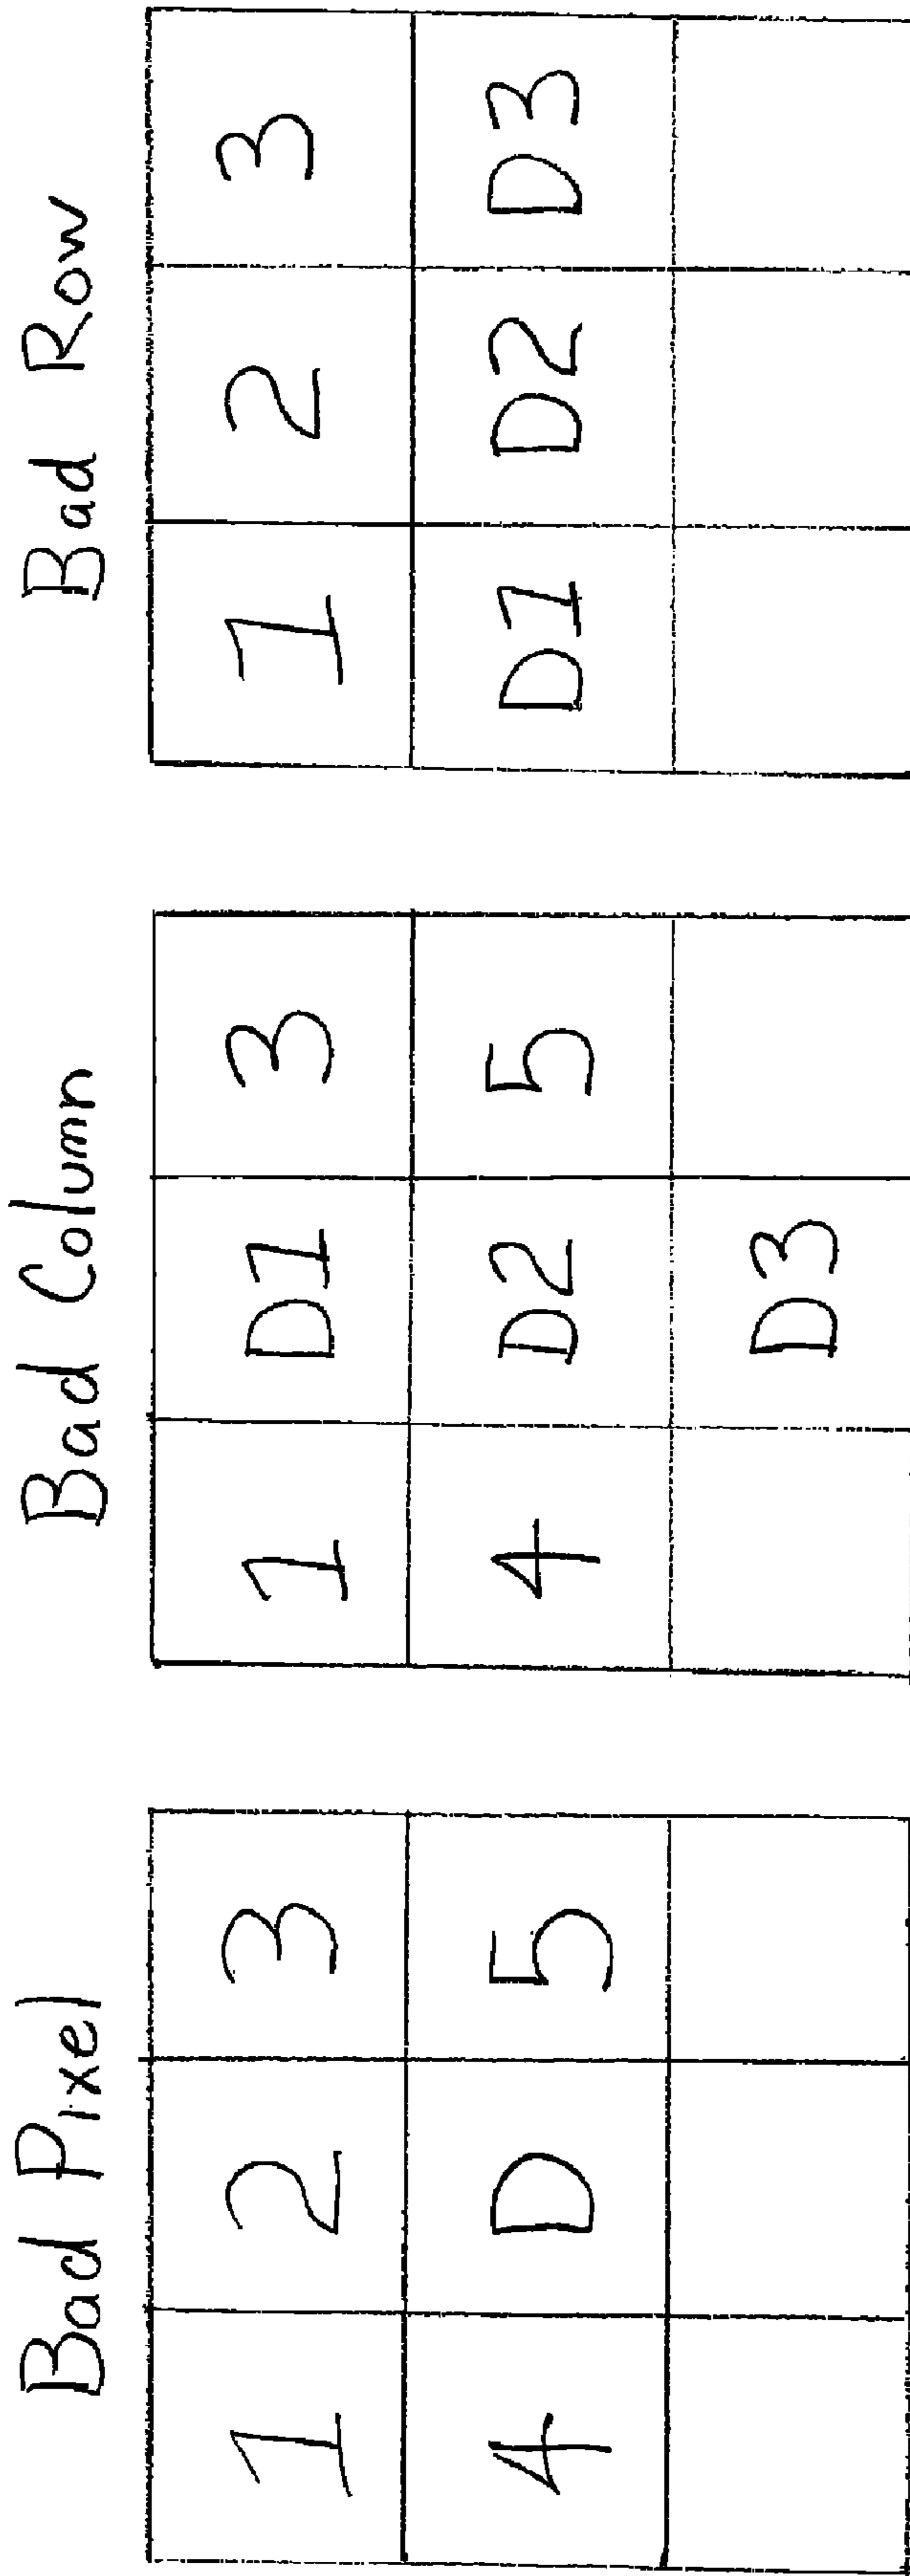 Bad Pixel
1 2 3
4 D 5
Bad Column
1 D1 3
4 D2 5
D3
Bad Row
1 2 3
D1 D2 D3